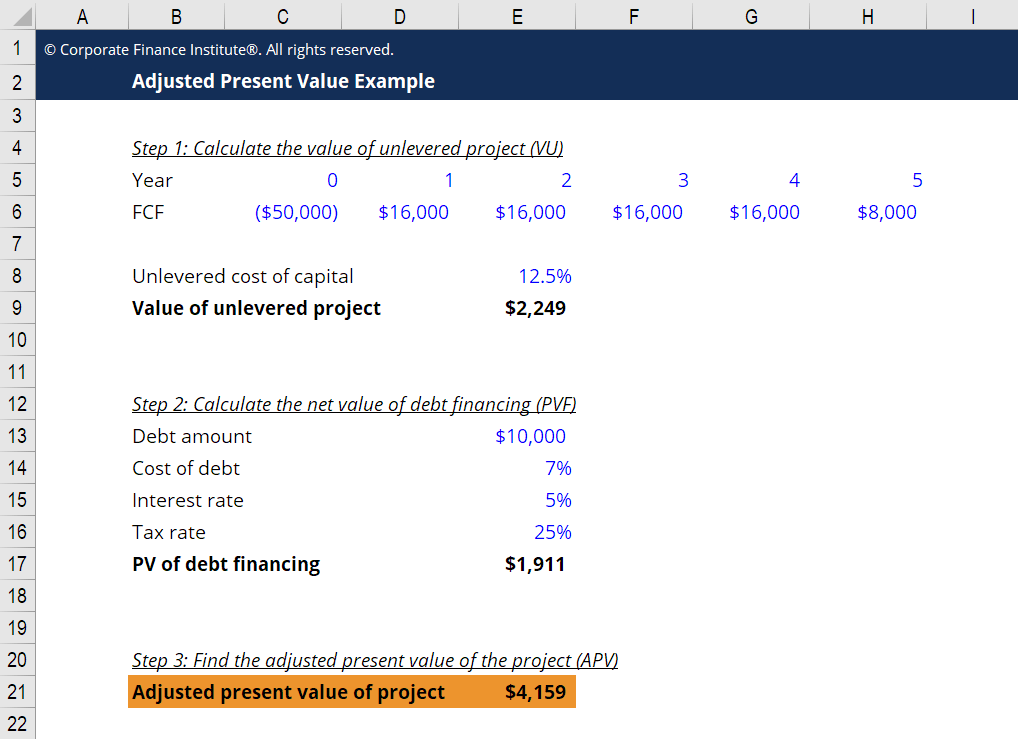 A B C D E F G H I
1 © Corporate Finance Institute®. All rights reserved.
2 Adjusted Present Value Example
3
4 Step 1: Calculate the value of unlevered project (VU)
5 Year 0 1 2 3 4 5
6 FCF ($50,000) $16,000 $16,000 $16,000 $16,000 $8,000
7
8 Unlevered cost of capital 12.5%
9 Value of unlevered project $2,249
10
11
12 Step 2: Calculate the net value of debt financing (PVF)
13 Debt amount $10,000
14 Cost of debt 7%
15 Interest rate 5%
16 Tax rate 25%
17 PV of debt financing $1,911
18
19
20 Step 3: Find the adjusted present value of the project (APV)
21 Adjusted present value of project $4,159
22